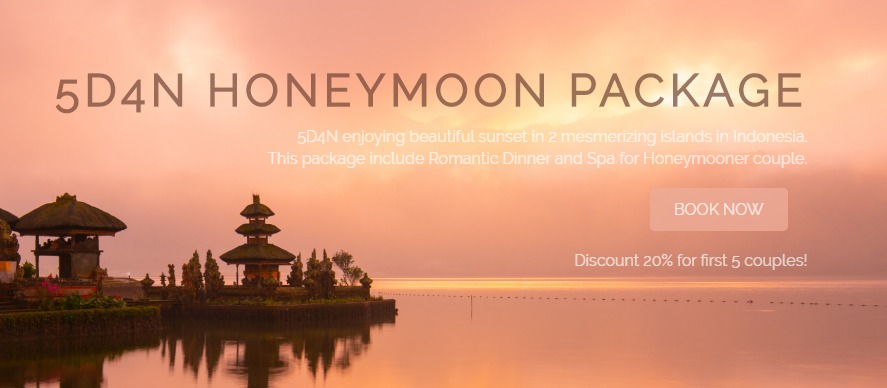 5D4N HONEYMOON PACKAGE
5D4N enjoying beautiful sunset in 2 mesmerizing islands in Indonesia.
This package include Romantic Dinner and Spa for Honeymooner couple.
BOOK NOW
Discount 20% for first 5 couples!